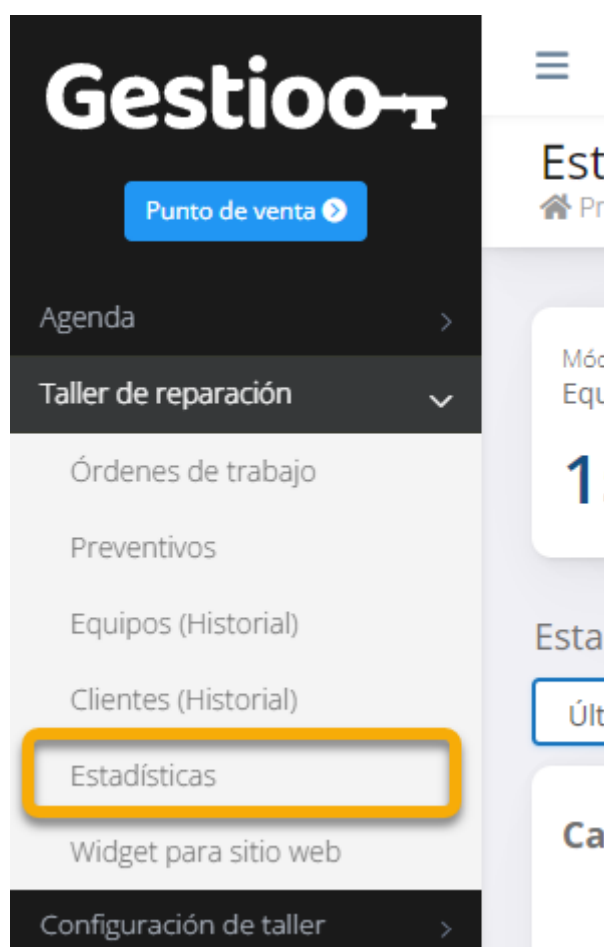 Gestioo
Punto de venta
Agenda
Taller de reparación
Órdenes de trabajo
Preventivos
Equipos (Historial)
Clientes (Historial)
Estadísticas
Widget para sitio web
Configuración de taller